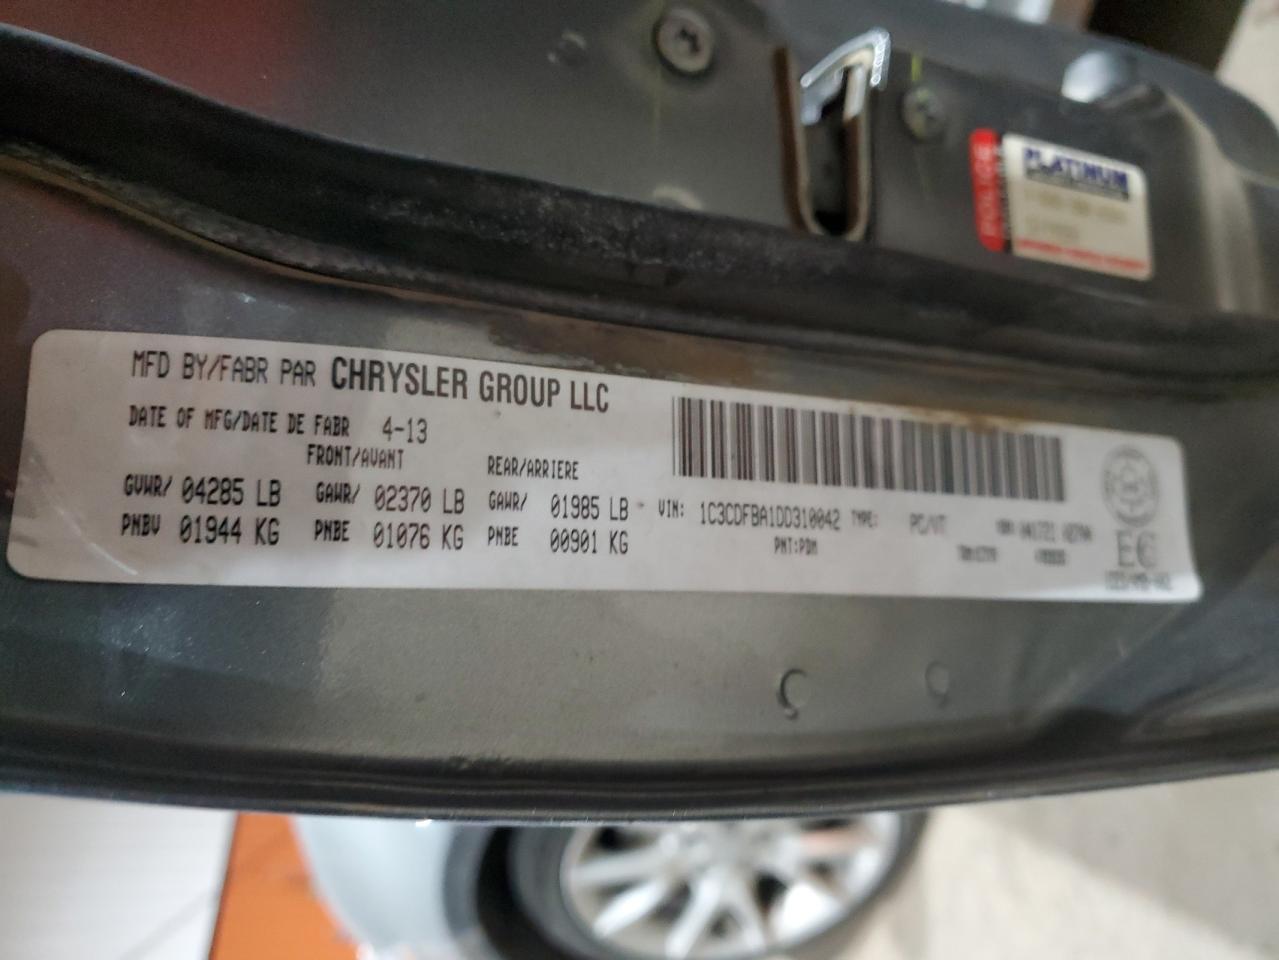 PLATINUM
MFD BY/FABR PAR CHRYSLER GROUP LLC
DATE OF MFG/DATE DE FABR 4-13
FRONT/AVANT REAR/ARRIERE
GVWR/ 04285 LB GAWR/ 02370 LB GAWR/ 01985 LB VIN: 1C3CDFBA1DD310042 TYPE: PC/VT
PNBV 01944 KG PNBE 01076 KG PNBE 00901 KG PNT:PDM
EC